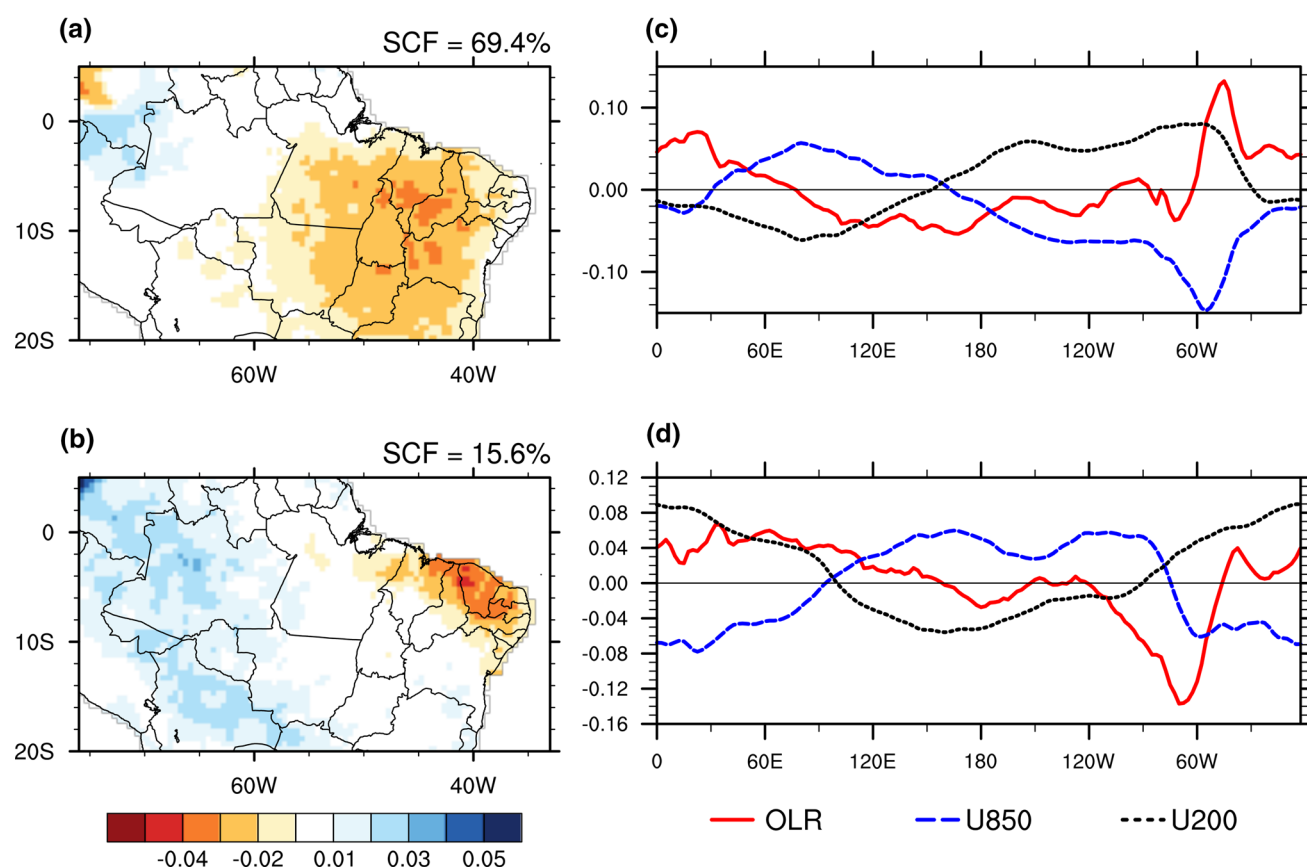 (a)
SCF = 69.4%
0
10S
20S
60W
40W
(b)
SCF = 15.6%
0
10S
20S
60W
40W
-0.04 -0.02 0.01 0.03 0.05
(c)
0.10
0.00
-0.10
0 60E 120E 180 120W 60W
(d)
0.12
0.08
0.04
0.00
-0.04
-0.08
-0.12
-0.16
0 60E 120E 180 120W 60W
OLR U850 U200